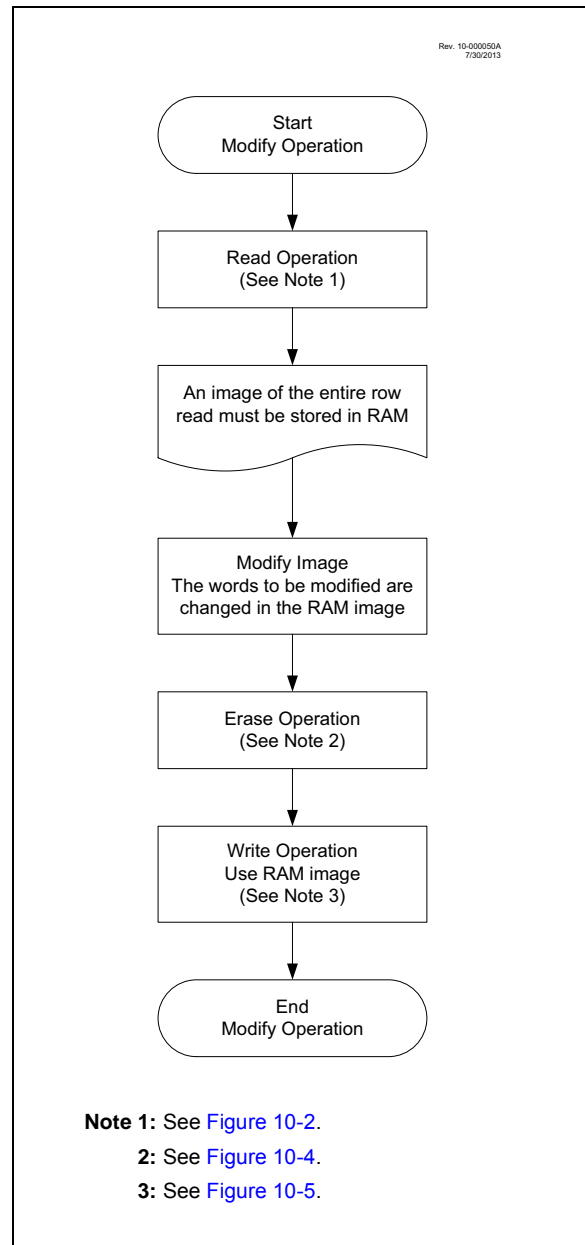 Rev. 10-000050A
7/30/2013
Start
Modify Operation
Read Operation
(See Note 1)
An image of the entire row
read must be stored in RAM
Modify Image
The words to be modified are
changed in the RAM image
Erase Operation
(See Note 2)
Write Operation
Use RAM image
(See Note 3)
End
Modify Operation
Note 1: See Figure 10-2.
2: See Figure 10-4.
3: See Figure 10-5.